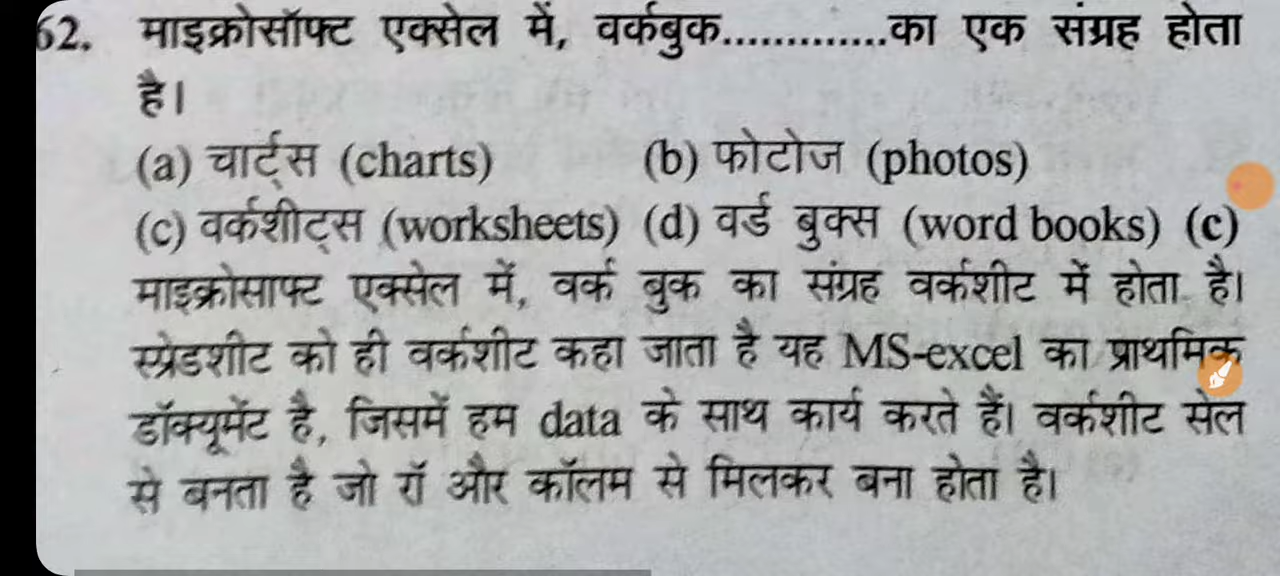 62. माइक्रोसॉफ्ट एक्सेल में, वर्कबुक..............का एक संग्रह होता
है।
(a) चार्ट्स (charts) (b) फोटोज (photos)
(c) वर्कशीट्स (worksheets) (d) वर्ड बुक्स (word books) (c)
माइक्रोसाफ्ट एक्सेल में, वर्क बुक का संग्रह वर्कशीट में होता है।
स्प्रेडशीट को ही वर्कशीट कहा जाता है यह MS-excel का प्राथमिक
डॉक्यूमेंट है, जिसमें हम data के साथ कार्य करते हैं। वर्कशीट सेल
से बनता है जो रॉ और कॉलम से मिलकर बना होता है।